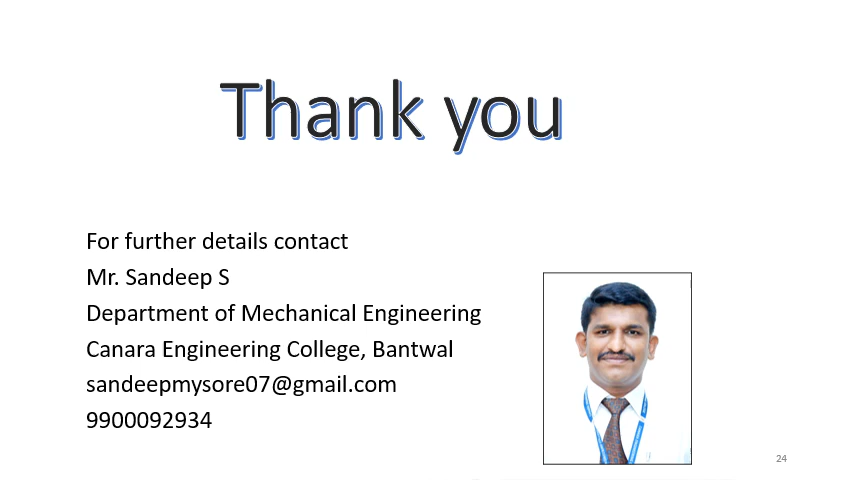 Thank you
For further details contact
Mr. Sandeep S
Department of Mechanical Engineering
Canara Engineering College, Bantwal
sandeepmysore07@gmail.com
9900092934
24